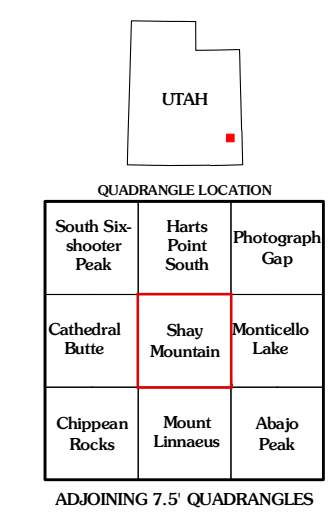 UTAH
QUADRANGLE LOCATION
South Six-
shooter
Peak
Harts
Point
South
Photograph
Gap
Cathedral
Butte
Shay
Mountain
Monticello
Lake
Chippean
Rocks
Mount
Linnaeus
Abajo
Peak
ADJOINING 7.5' QUADRANGLES